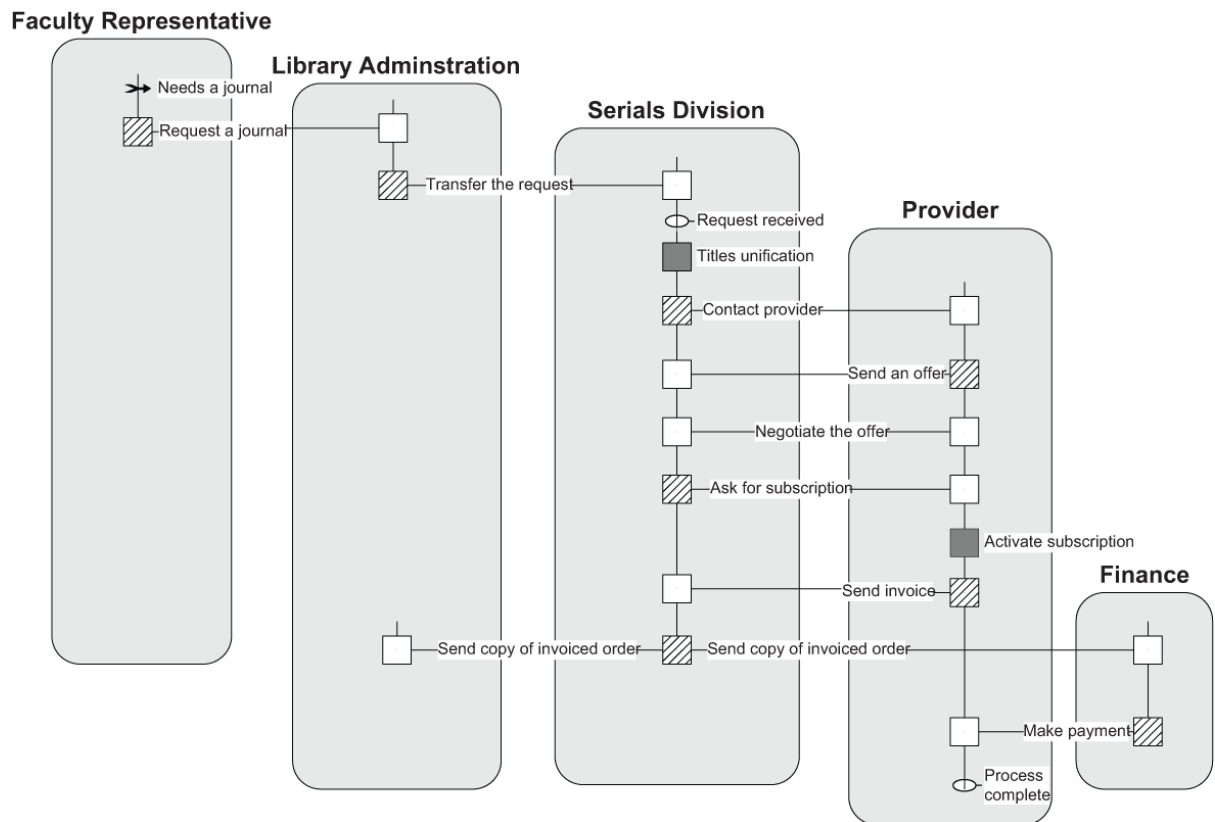 Faculty Representative
Needs a journal
Request a journal
Library Adminstration
Transfer the request
Serials Division
Request received
Titles unification
Contact provider
Provider
Send an offer
Negotiate the offer
Ask for subscription
Activate subscription
Send invoice
Finance
Send copy of invoiced order
Send copy of invoiced order
Make payment
Process
complete